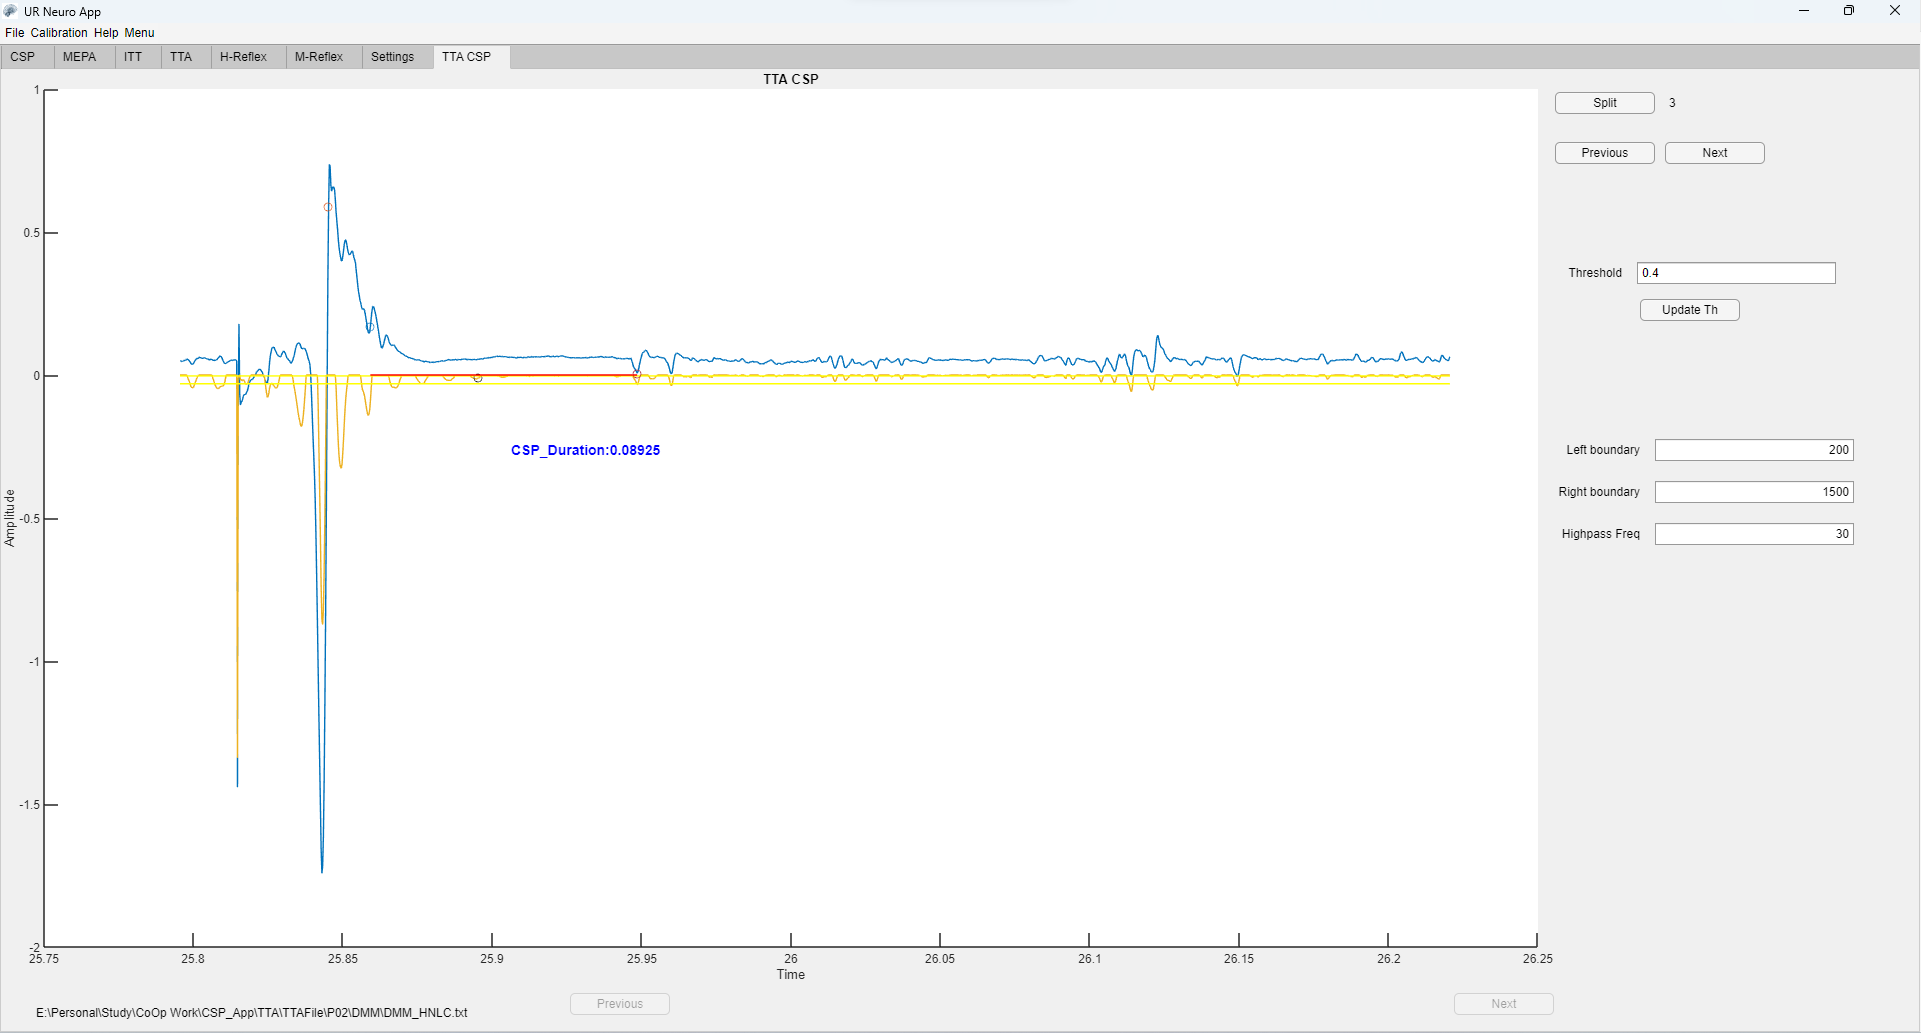 UR Neuro App
File Calibration Help Menu
CSP MEPA ITT TTA H-Reflex M-Reflex Settings TTA CSP
TTA CSP
1
0.5
0
-0.5
-1
-1.5
-2
Amplitude
CSP_Duration:0.08925
25.75 25.8 25.85 25.9 25.95 26 26.05 26.1 26.15 26.2 26.25
Time
Split 3
Previous Next
Threshold 0.4
Update Th
Left boundary 200
Right boundary 1500
Highpass Freq 30
Previous Next
E:\Personal\Study\CoOp Work\CSP_App\TTA\TTAFile\P02\DMM\DMM_HNLC.txt